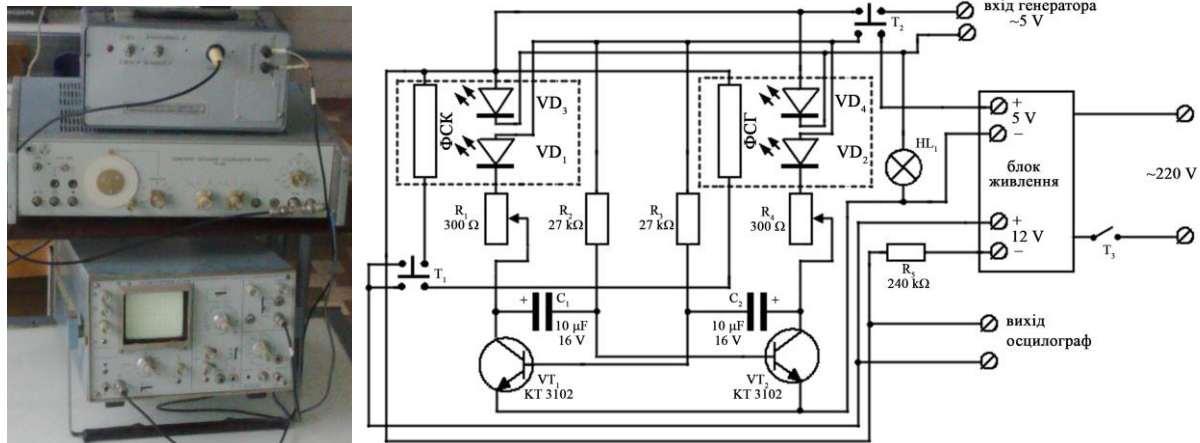 вхід генератора
~5 V
T₂
ФСК
VD₃
VD₁
ФСГ
VD₄
VD₂
HL₁
+
5 V
−
блок
живлення
+
12 V
−
~220 V
T₃
R₁
300 Ω
R₂
27 kΩ
R₃
27 kΩ
R₄
300 Ω
R₅
240 kΩ
T₁
+
C₁
10 μF
16 V
C₂
+
10 μF
16 V
VT₁
KT 3102
VT₂
KT 3102
вихід
осцилограф